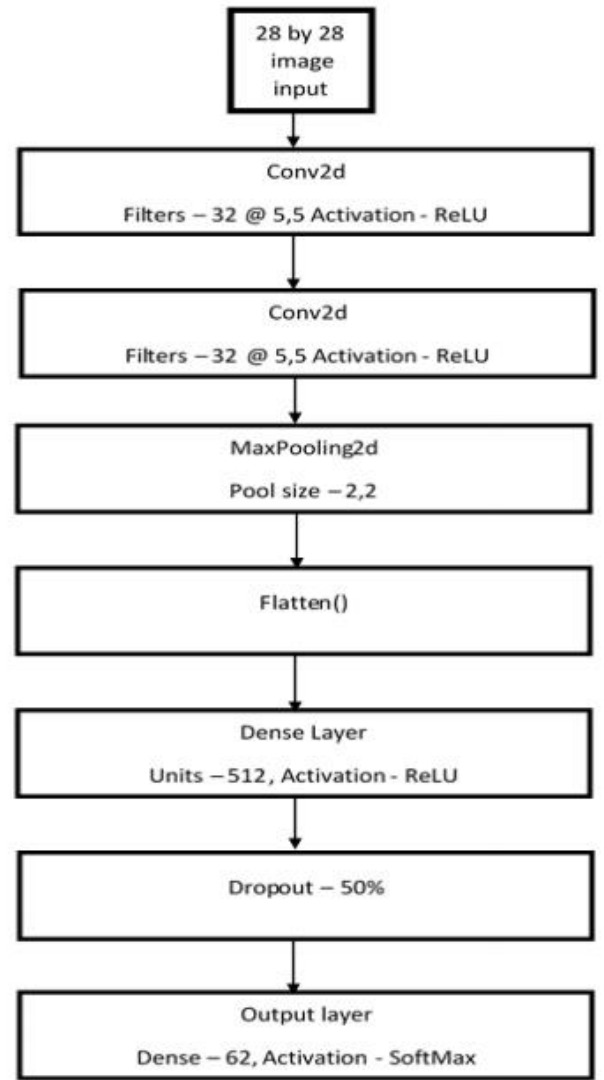 28 by 28
image
input
Conv2d
Filters – 32 @ 5,5 Activation - ReLU
Conv2d
Filters – 32 @ 5,5 Activation - ReLU
MaxPooling2d
Pool size – 2,2
Flatten()
Dense Layer
Units – 512, Activation - ReLU
Dropout – 50%
Output layer
Dense – 62, Activation - SoftMax